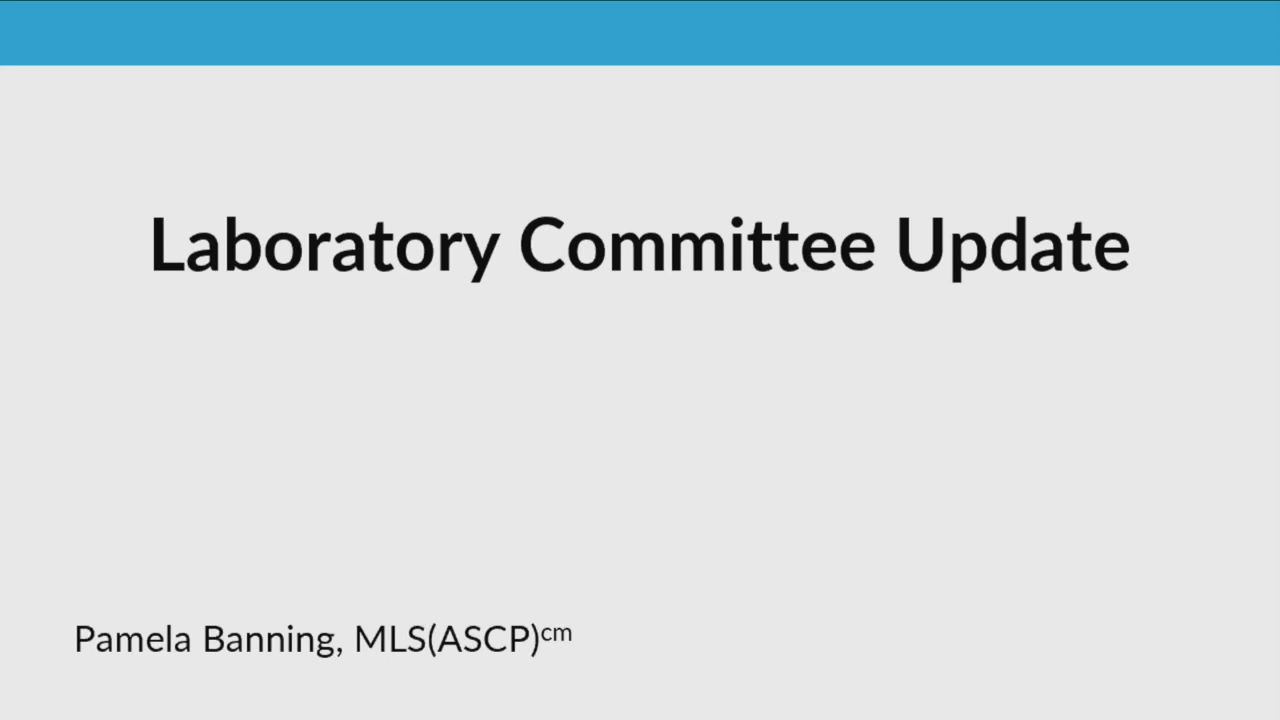 Laboratory Committee Update
Pamela Banning, MLS(ASCP)ᶜᵐ